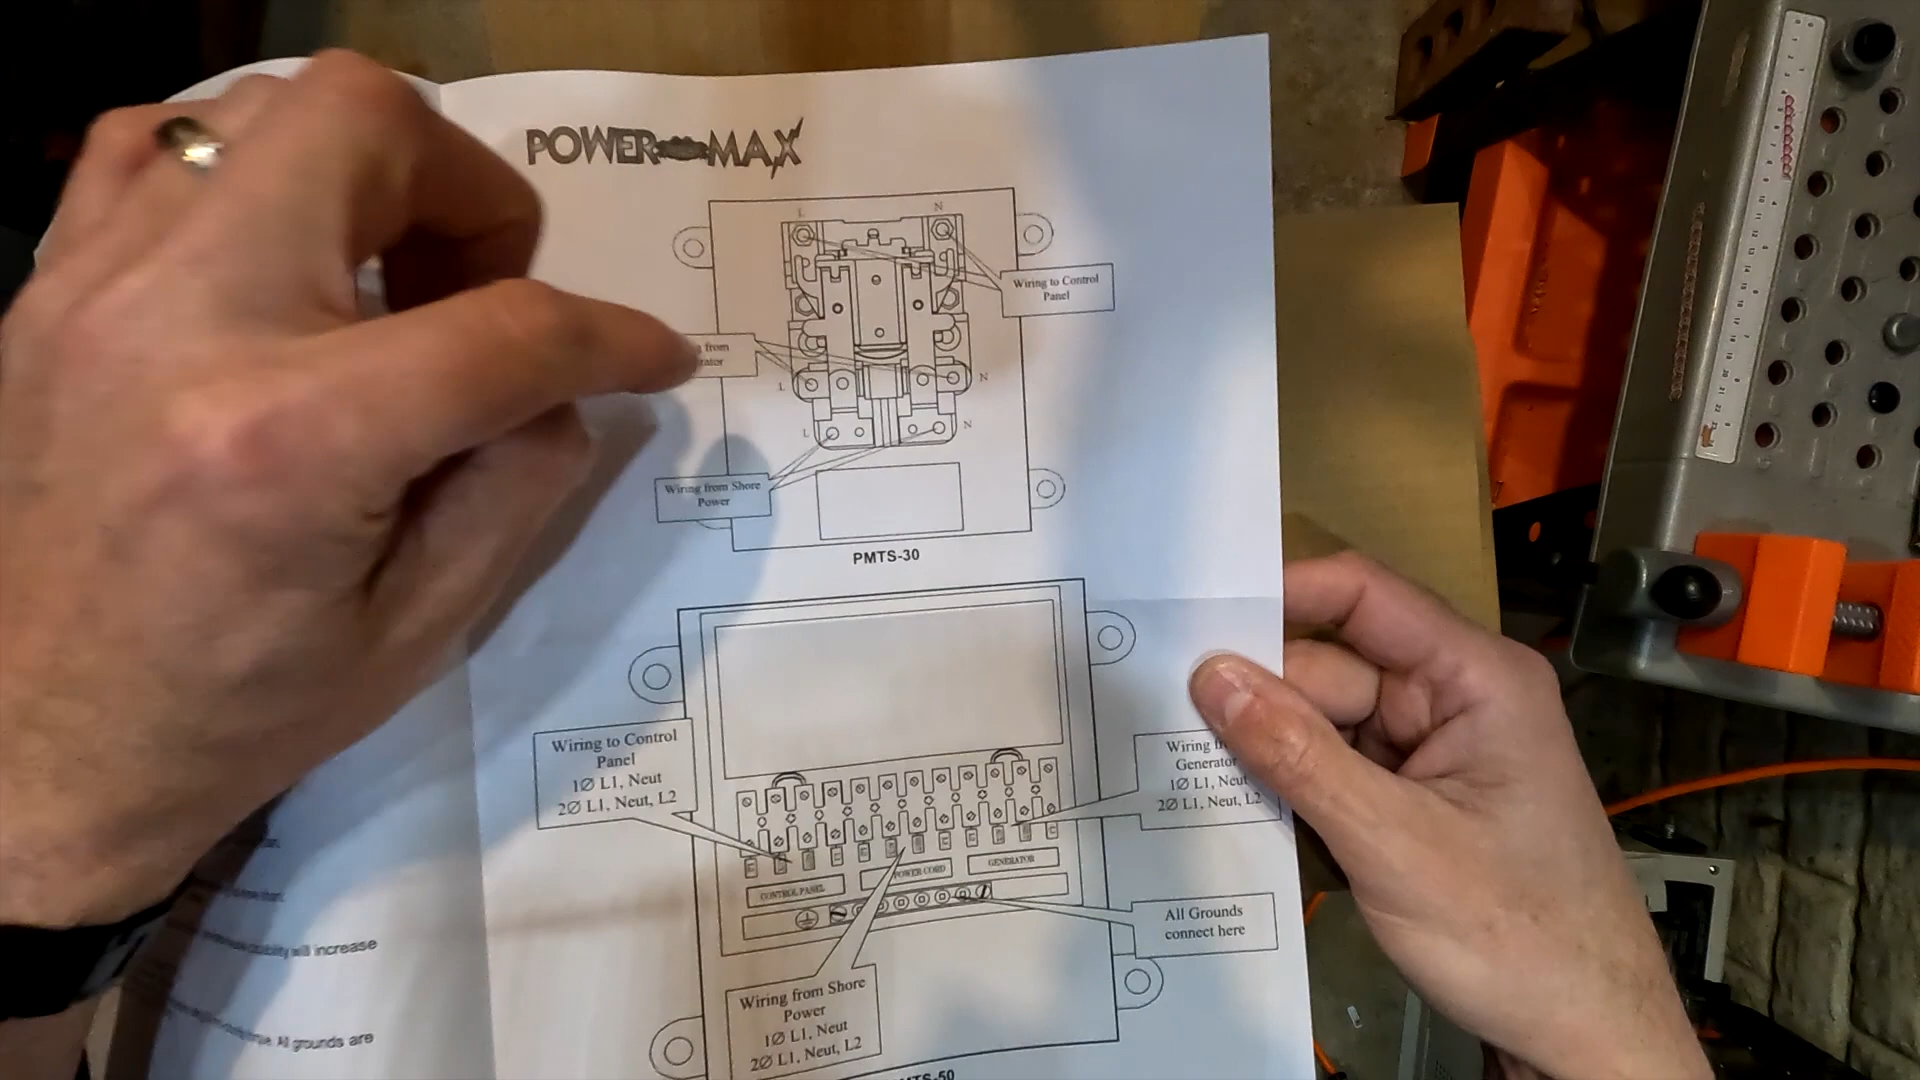 POWER MAX
L N
Wiring to Control
Panel
from
L N
L N
Wiring from Shore
Power
PMTS-30
Wiring to Control
Panel
1Ø L1, Neut
2Ø L1, Neut, L2
Wiring
Generator
1Ø L1, Neut
2Ø L1, Neut, L2
CONTROL PANEL
POWER CORD
GENERATOR
All Grounds
connect here
Wiring from Shore
Power
1Ø L1, Neut
2Ø L1, Neut, L2
will increase
All grounds are